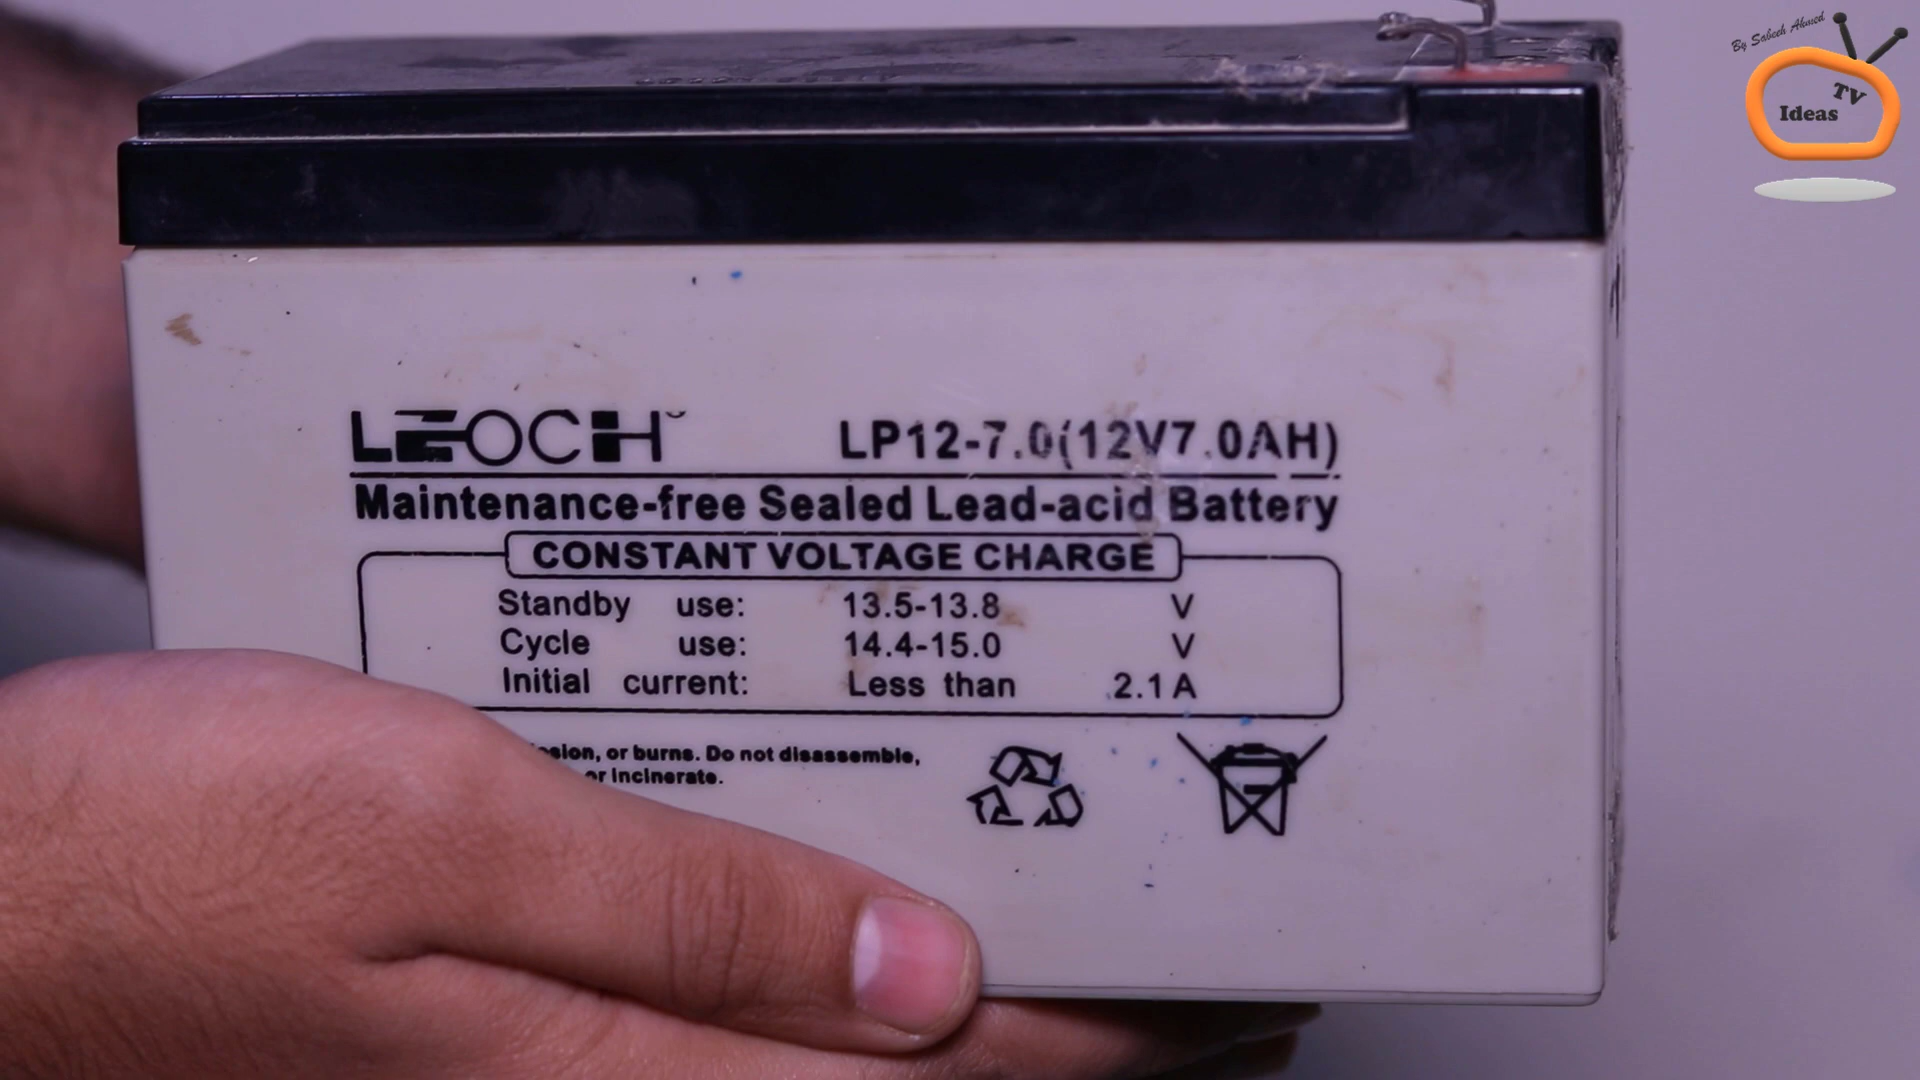 By Sabeeh Ahmed
TV
Ideas
LEOCH
LP12-7.0(12V7.0AH)
Maintenance-free Sealed Lead-acid Battery
CONSTANT VOLTAGE CHARGE
Standby use: 13.5-13.8 V
Cycle use: 14.4-15.0 V
Initial current: Less than 2.1A
or burns. Do not disassemble,
or incinerate.